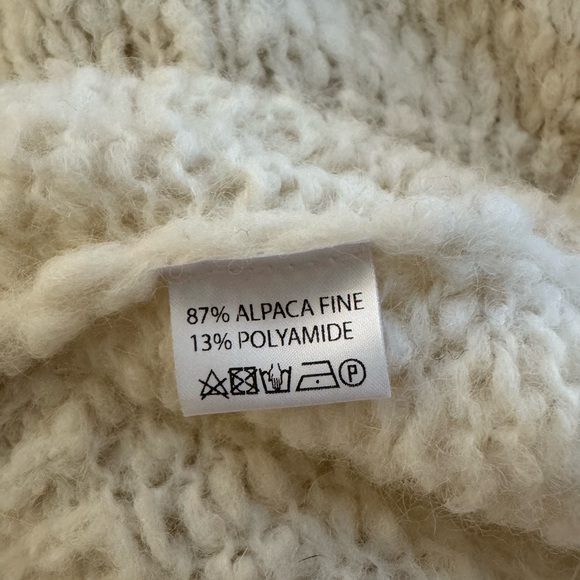 87% ALPACA FINE
13% POLYAMIDE
P